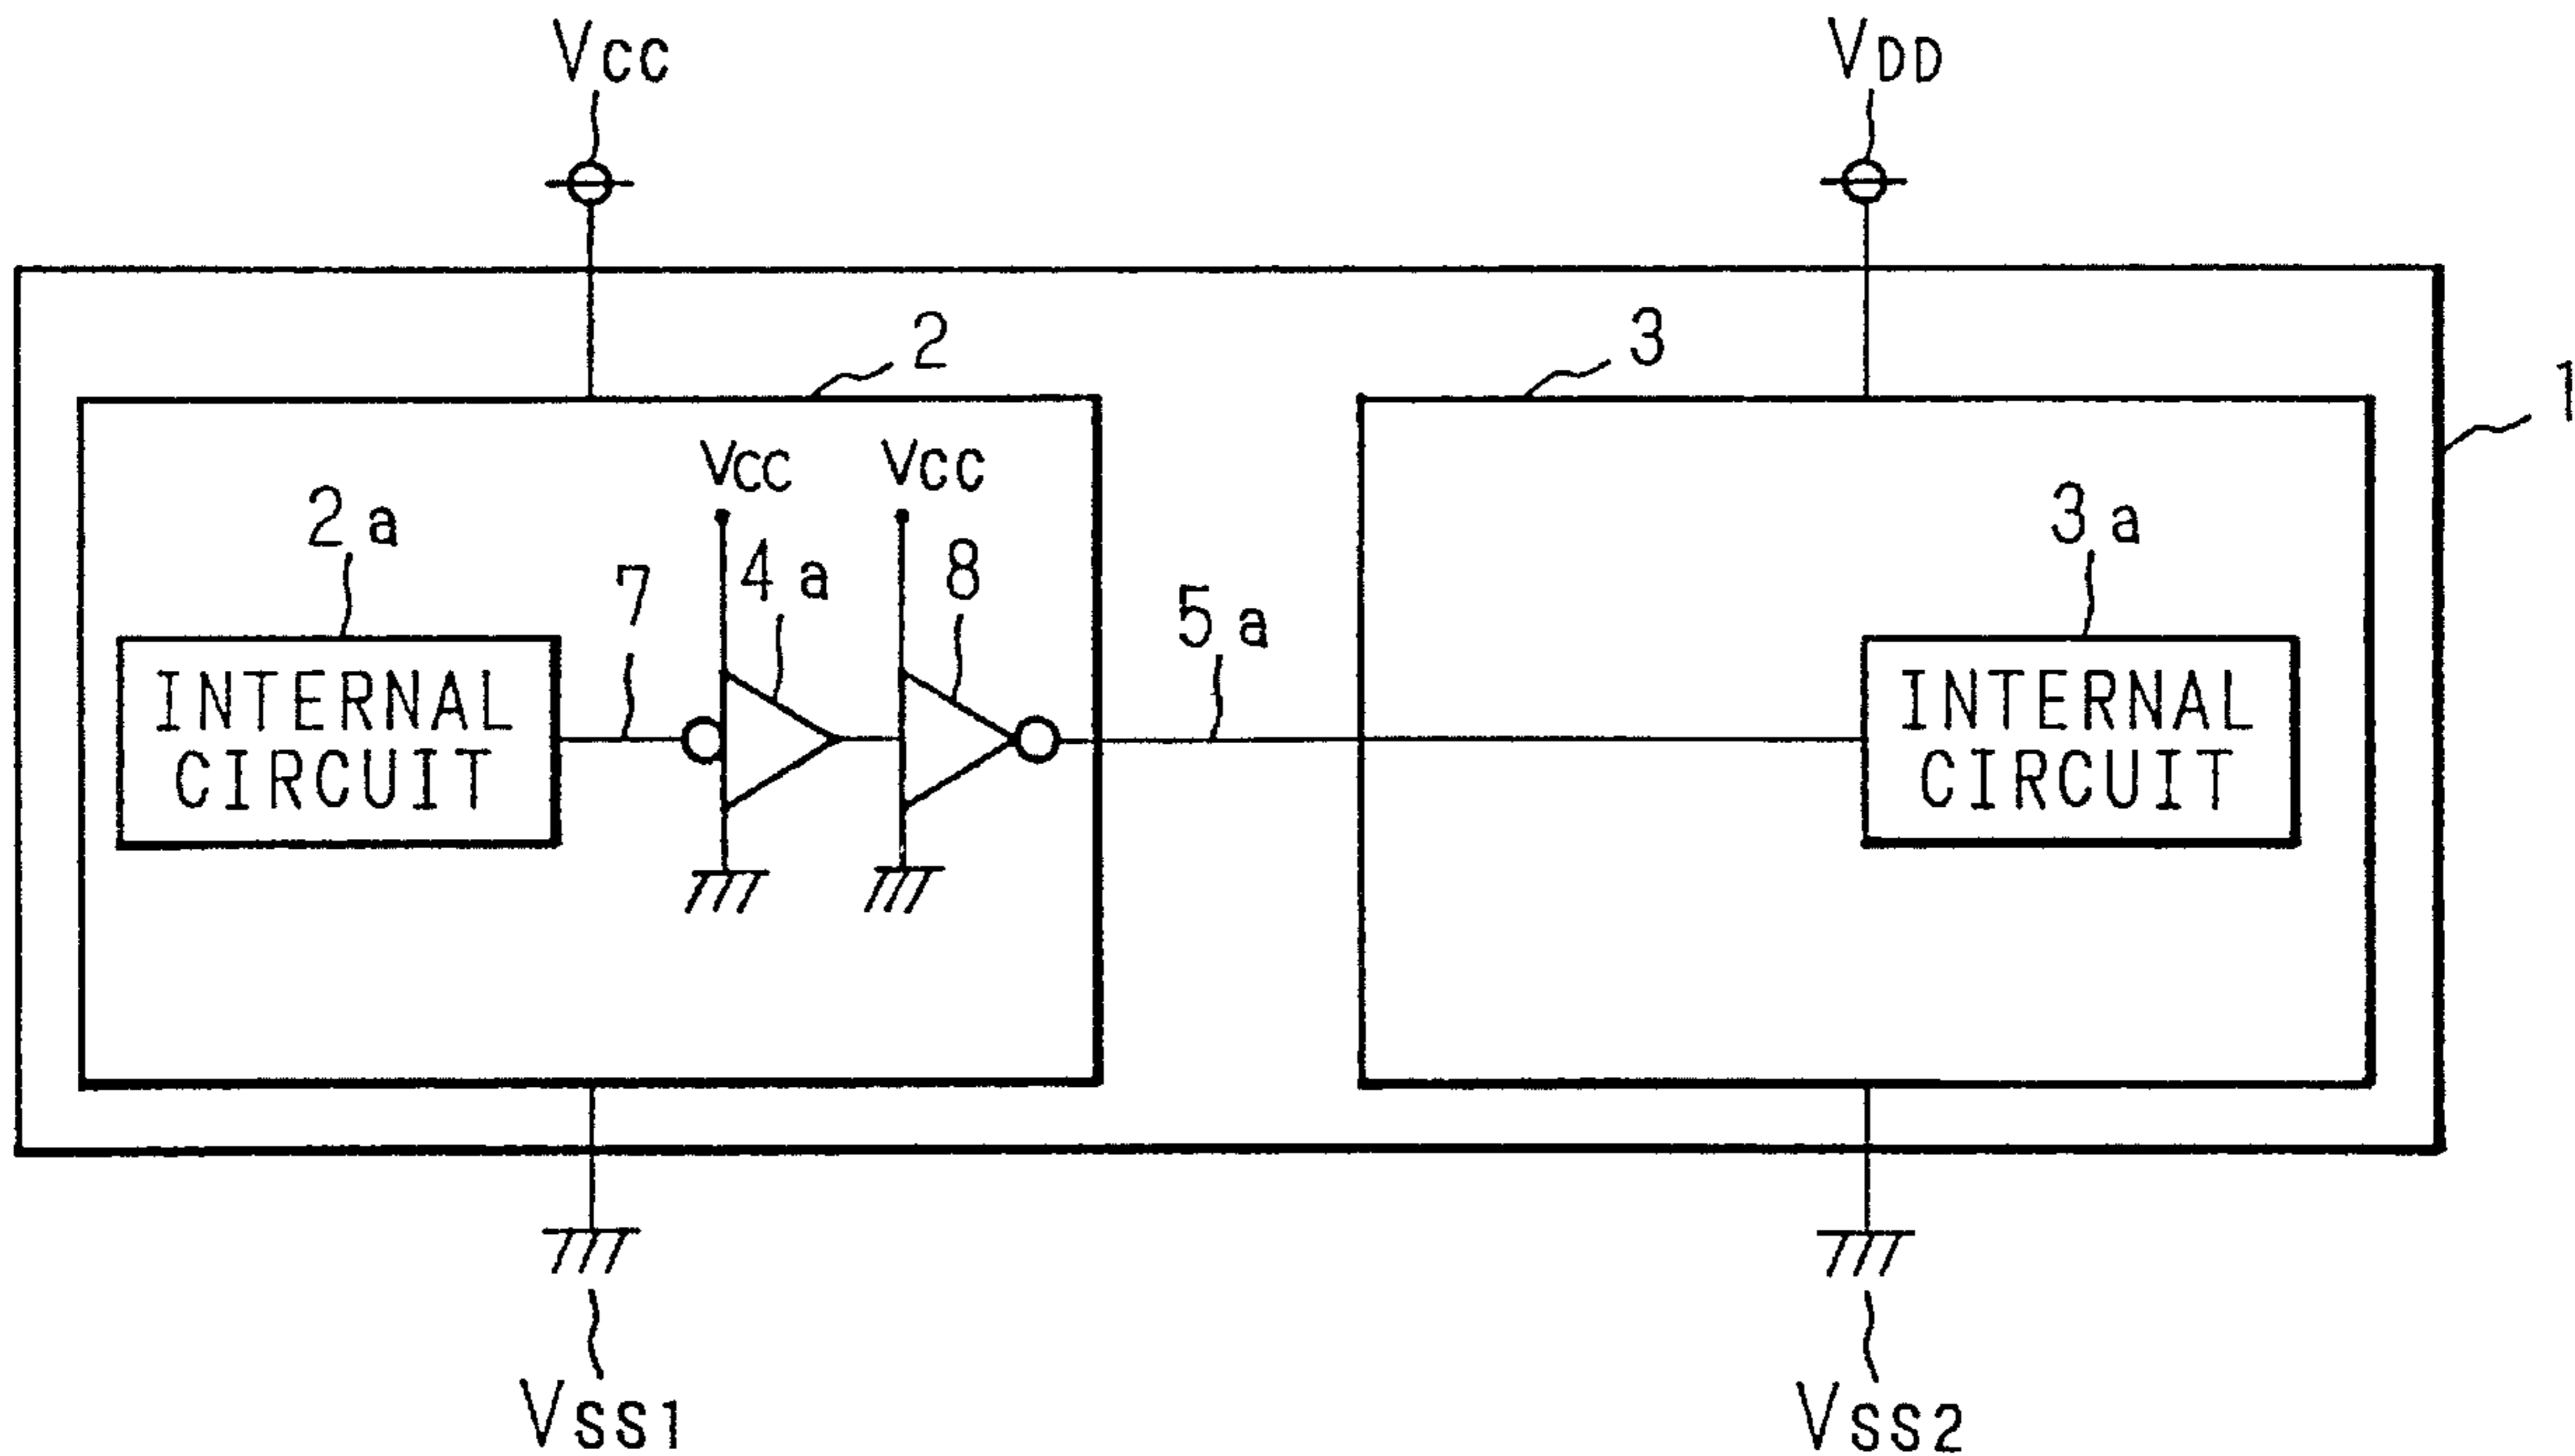 VCC
VDD
2
3
1
VCC
VCC
2a
3a
4a
8
7
5a
INTERNAL
CIRCUIT
INTERNAL
CIRCUIT
VSS1
VSS2